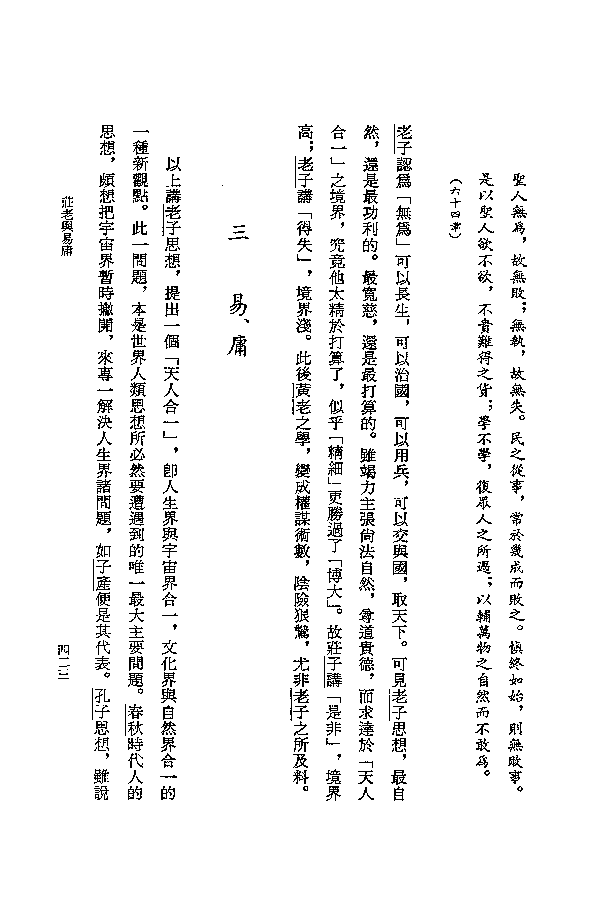 聖人無為，故無敗；無執，故無失。民之從事，常於幾成而敗之。慎終如始，則無敗事。
是以聖人欲不欲，不貴難得之貨；學不學，復眾人之所過；以輔萬物之自然而不敢為。
（六十四章）
老子認爲「無爲」可以長生，可以治國，可以用兵，可以交與國，取天下。可見老子思想，最自
然，還是最功利的。最寬慈，還是最打算的。雖竭力主張尚法自然，尊道貴德，而求達於「天人
合一」之境界，究竟他太精於打算了，似乎「精細」更勝過了「博大」。故莊子講「是非」，境界
高；老子講「得失」，境界淺。此後黃老之學，變成權謀術數，陰險狠鷙，尤非老子之所及料。
三　易、庸
以上講老子思想，提出一個「天人合一」，卽人生界與宇宙界合一，文化界與自然界合一的
一種新觀點。此一問題，本是世界人類思想所必然要遭遇到的唯一最大主要問題。春秋時代人的
思想，頗想把宇宙界暫時撇開，來專一解決人生界諸問題，如子產便是其代表。孔子思想，雖說
莊老與易庸
四二三